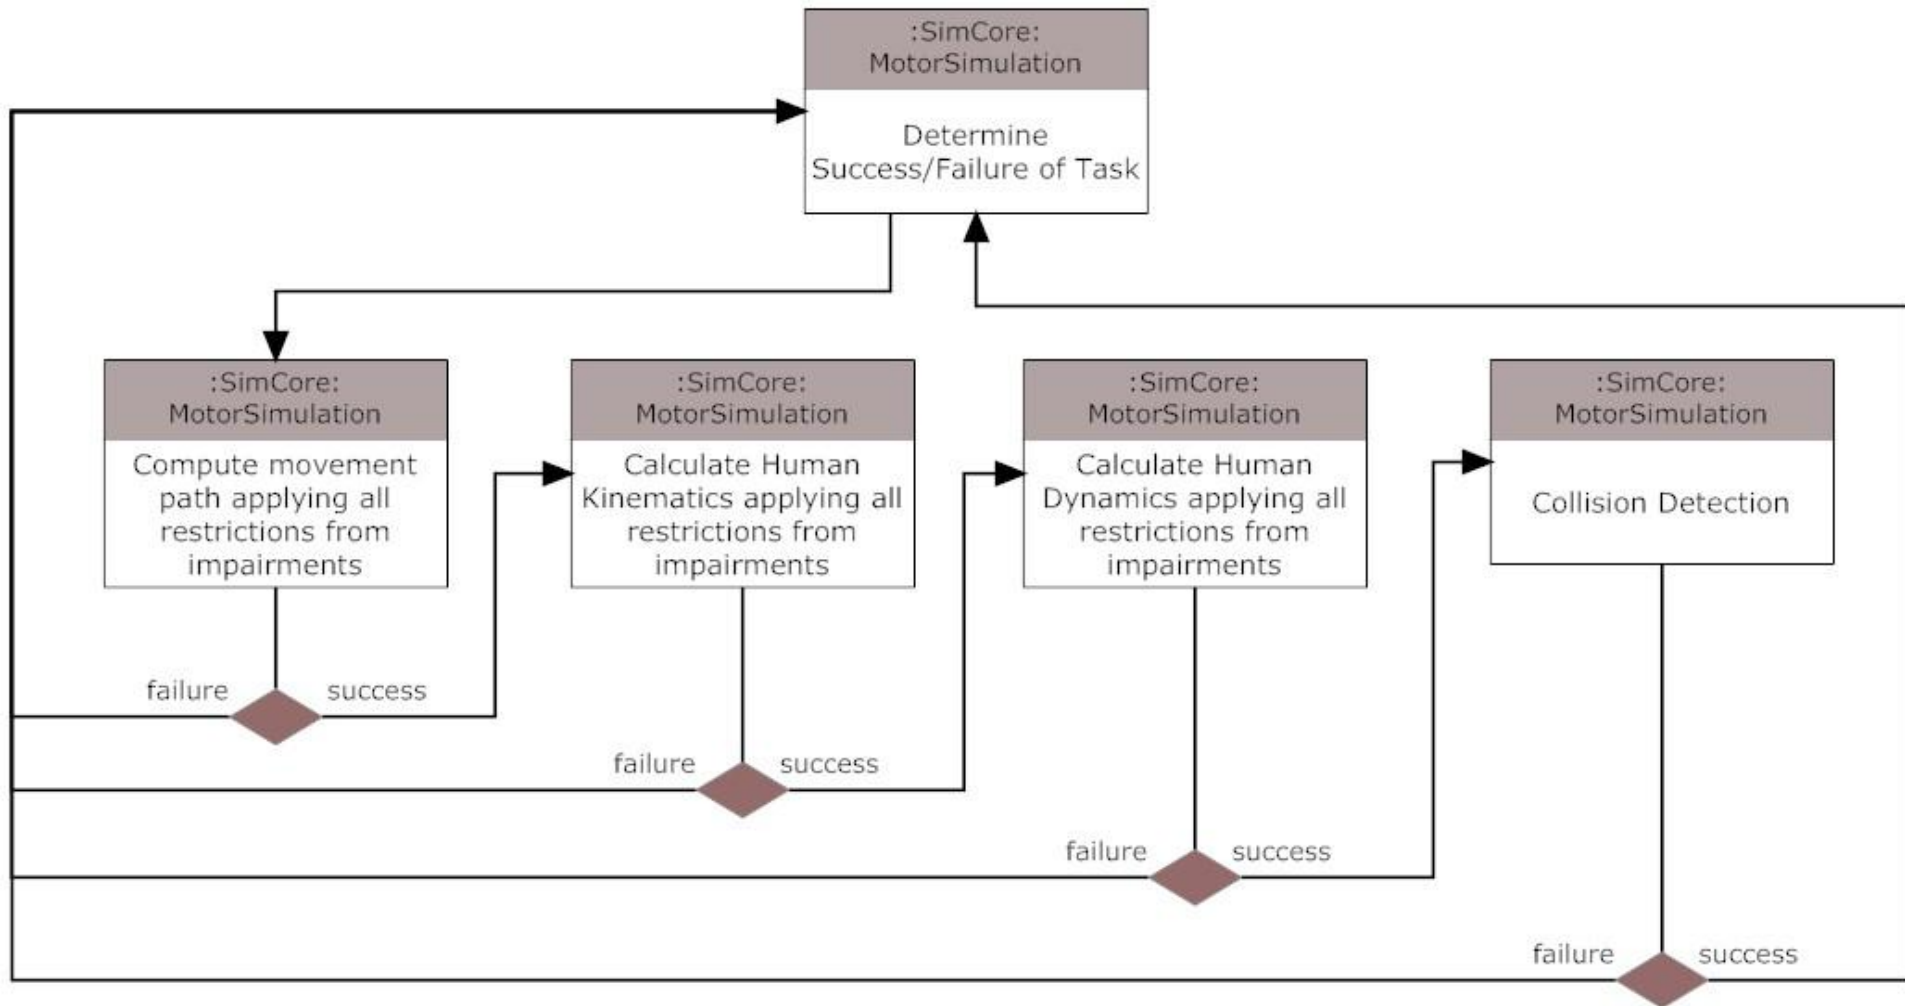 :SimCore:
MotorSimulation
Determine
Success/Failure of Task
:SimCore:
MotorSimulation
Compute movement
path applying all
restrictions from
impairments
:SimCore:
MotorSimulation
Calculate Human
Kinematics applying all
restrictions from
impairments
:SimCore:
MotorSimulation
Calculate Human
Dynamics applying all
restrictions from
impairments
:SimCore:
MotorSimulation
Collision Detection
failure
success
failure
success
failure
success
failure
success